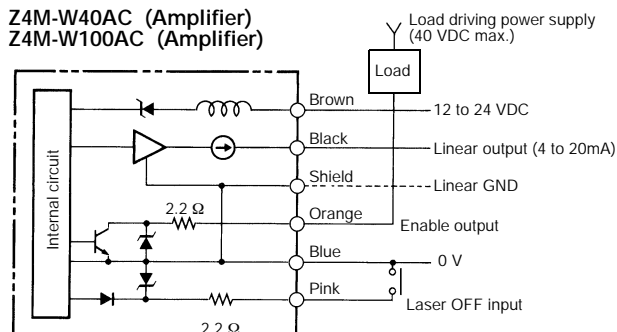 Z4M-W40AC (Amplifier)
Z4M-W100AC (Amplifier)
Load driving power supply
(40 VDC max.)
Load
Brown
12 to 24 VDC
Black
Linear output (4 to 20mA)
Shield
Linear GND
Internal circuit
2.2 Ω
Orange
Enable output
Blue
0 V
Pink
Laser OFF input
2.2 Ω